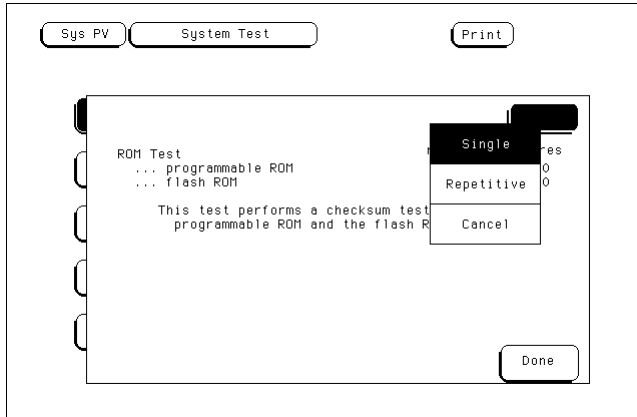 Sys PV System Test Print
Single
ROM Test
... programmable ROM 0
... flash ROM 0
Repetitive
This test performs a checksum test
programmable ROM and the flash
Cancel
Done